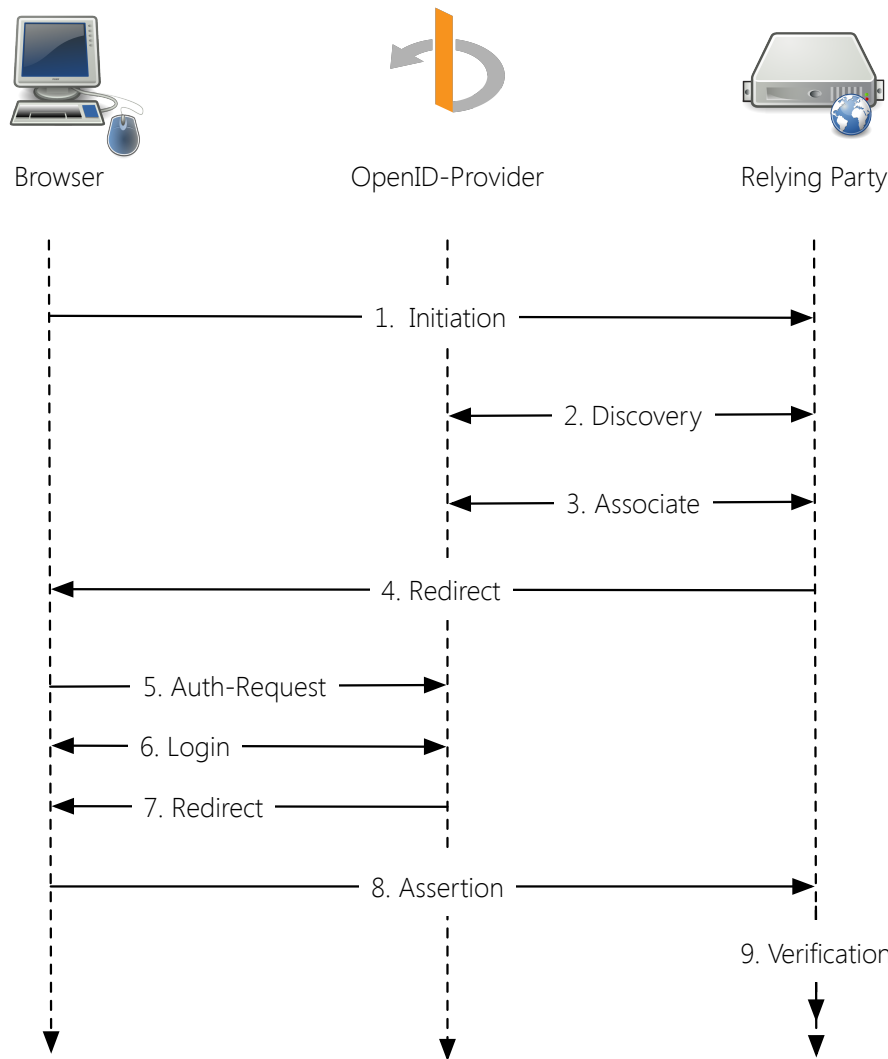 Browser
OpenID-Provider
Relying Party
1. Initiation
2. Discovery
3. Associate
4. Redirect
5. Auth-Request
6. Login
7. Redirect
8. Assertion
9. Verification